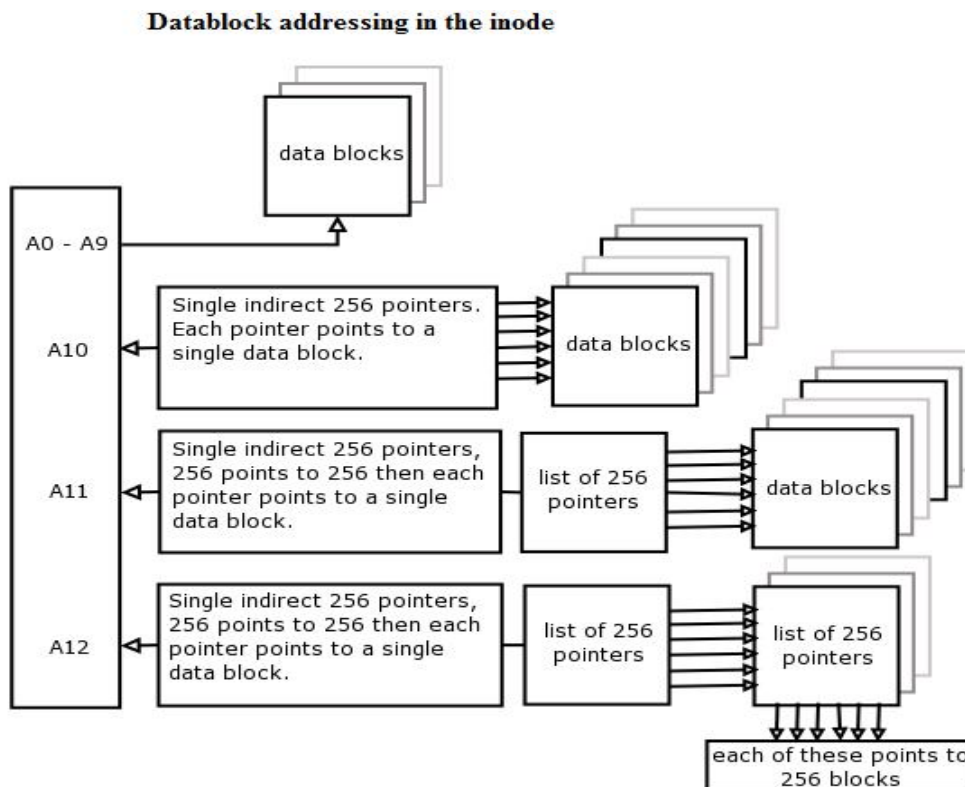 Datablock addressing in the inode
data blocks
A0 - A9
Single indirect 256 pointers.
Each pointer points to a
single data block.
A10
data blocks
Single indirect 256 pointers,
256 points to 256 then each
pointer points to a single
data block.
A11
list of 256
pointers
data blocks
Single indirect 256 pointers,
256 points to 256 then each
pointer points to a single
data block.
A12
list of 256
pointers
list of 256
pointers
each of these points to
256 blocks